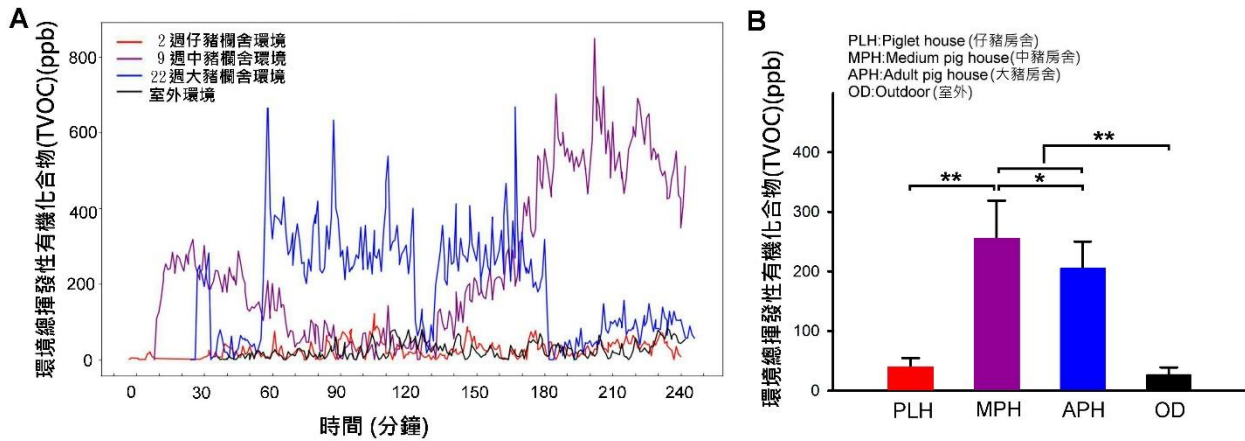 A
環境總揮發性有機化合物(TVOC)(ppb)
2週仔豬欄舍環境
9週中豬欄舍環境
22週大豬欄舍環境
室外環境
800
600
400
200
0
0 30 60 90 120 150 180 210 240
時間 (分鐘)
B
PLH:Piglet house (仔豬房舍)
MPH:Medium pig house(中豬房舍)
APH:Adult pig house (大豬房舍)
OD:Outdoor (室外)
環境總揮發性有機化合物(TVOC)(ppb)
400
300
200
100
0
**
**
*
PLH MPH APH OD